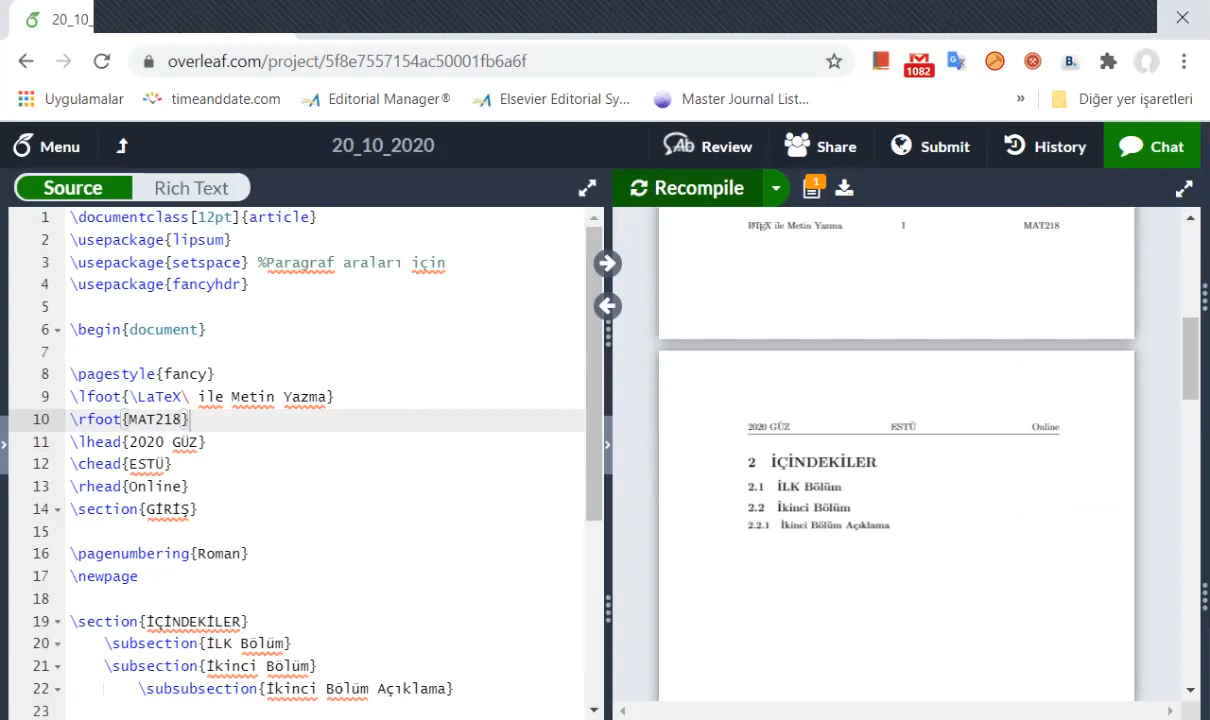 20_10_
overleaf.com/project/5f8e7557154ac50001fb6a6f
1082
B.
Uygulamalar timeanddate.com Editorial Manager® Elsevier Editorial Sy... Master Journal List... » Diğer yer işaretleri
Menu 20_10_2020 Review Share Submit History Chat
Source Rich Text Recompile 1
1 \documentclass[12pt]{article}
2 \usepackage{lipsum}
3 \usepackage{setspace} %Paragraf araları için
4 \usepackage{fancyhdr}
5
6 \begin{document}
7
8 \pagestyle{fancy}
9 \lfoot{\LaTeX\ ile Metin Yazma}
10 \rfoot{MAT218}
11 \lhead{2020 GÜZ}
12 \chead{ESTÜ}
13 \rhead{Online}
14 \section{GİRİŞ}
15
16 \pagenumbering{Roman}
17 \newpage
18
19 \section{İÇİNDEKİLER}
20 \subsection{İLK Bölüm}
21 \subsection{İkinci Bölüm}
22 \subsubsection{İkinci Bölüm Açıklama}
23
LATEX ile Metin Yazma I MAT218
2020 GÜZ ESTÜ Online
2 İÇİNDEKİLER
2.1 İLK Bölüm
2.2 İkinci Bölüm
2.2.1 İkinci Bölüm Açıklama